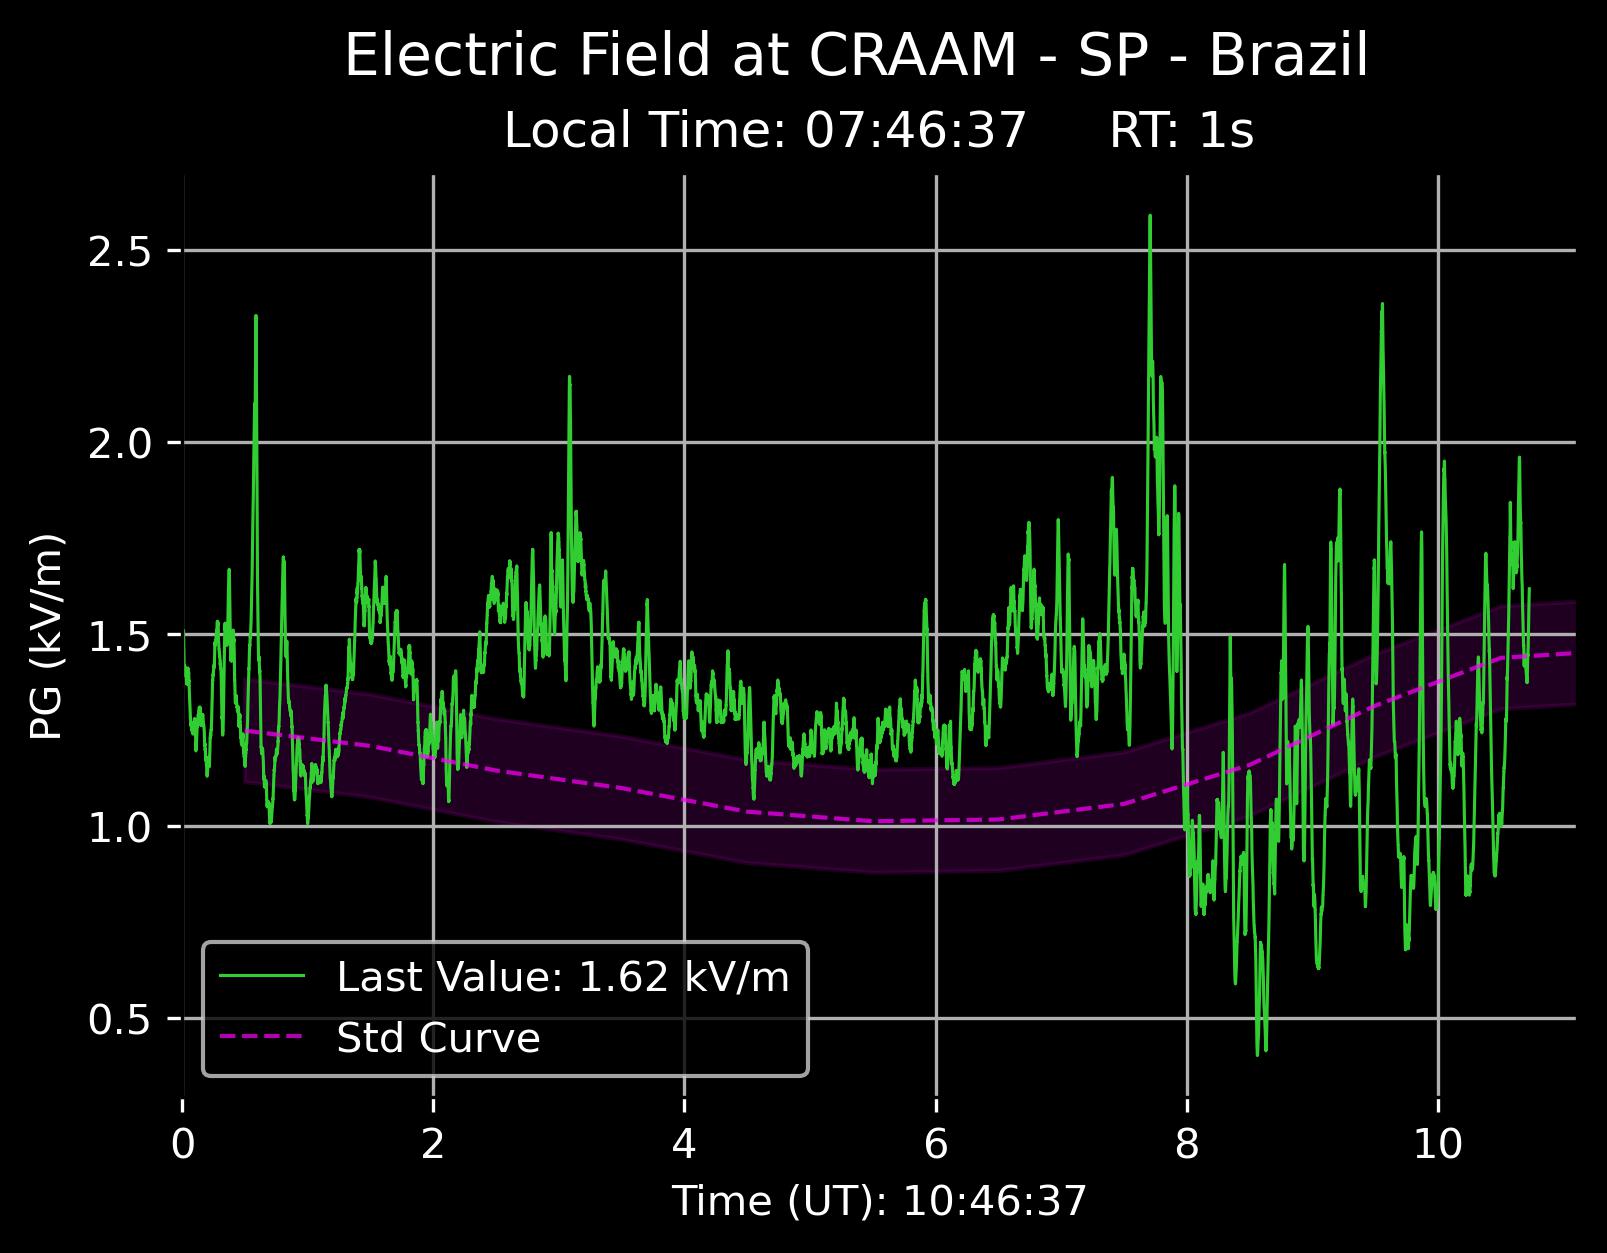 Electric Field at CRAAM - SP - Brazil
Local Time: 07:46:37 RT: 1s
2.5
2.0
1.5
1.0
0.5
PG (kV/m)
Last Value: 1.62 kV/m
Std Curve
0 2 4 6 8 10
Time (UT): 10:46:37